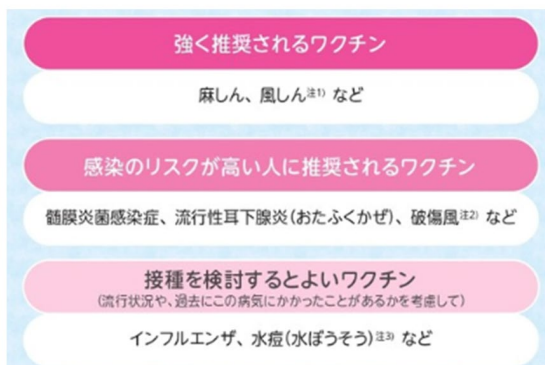 強く推奨されるワクチン
麻しん、風しん注1) など
感染のリスクが高い人に推奨されるワクチン
髄膜炎菌感染症、流行性耳下腺炎(おたふくかぜ)、破傷風注2) など
接種を検討するとよいワクチン
(流行状況や、過去にこの病気にかかったことがあるかを考慮して)
インフルエンザ、水痘(水ぼうそう)注3) など